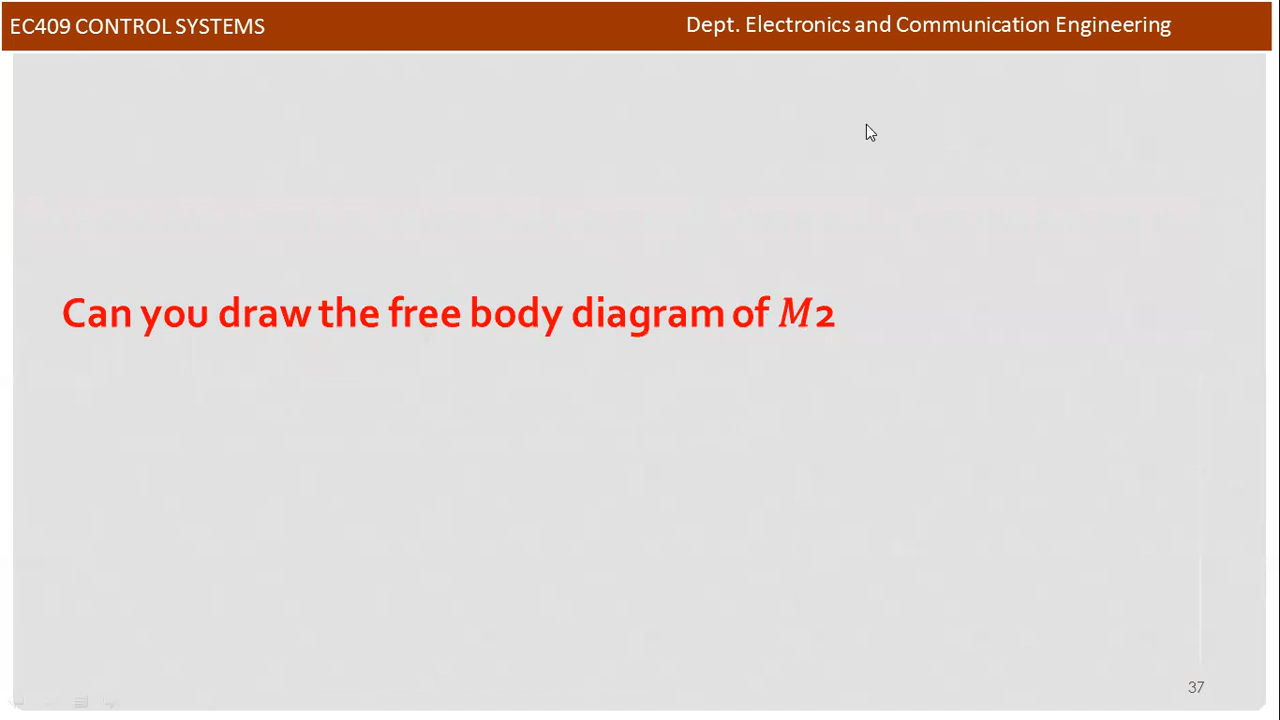 EC409 CONTROL SYSTEMS
Dept. Electronics and Communication Engineering
Can you draw the free body diagram of M2
37